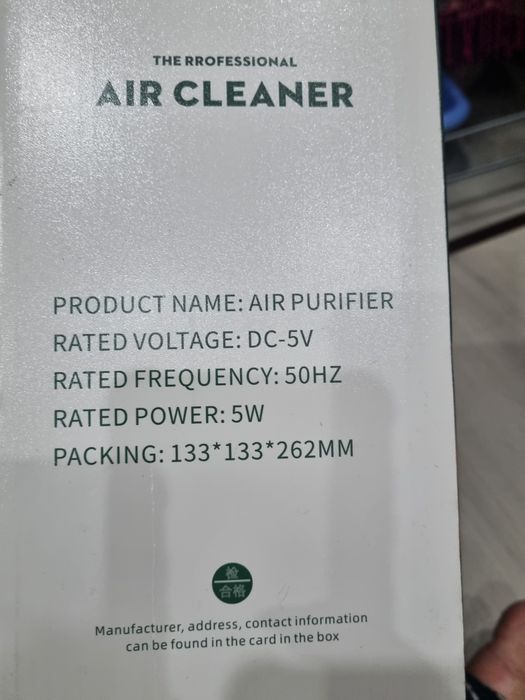 THE RROFESSIONAL
AIR CLEANER
PRODUCT NAME: AIR PURIFIER
RATED VOLTAGE: DC-5V
RATED FREQUENCY: 50HZ
RATED POWER: 5W
PACKING: 133*133*262MM
检
合格
Manufacturer, address, contact information
can be found in the card in the box